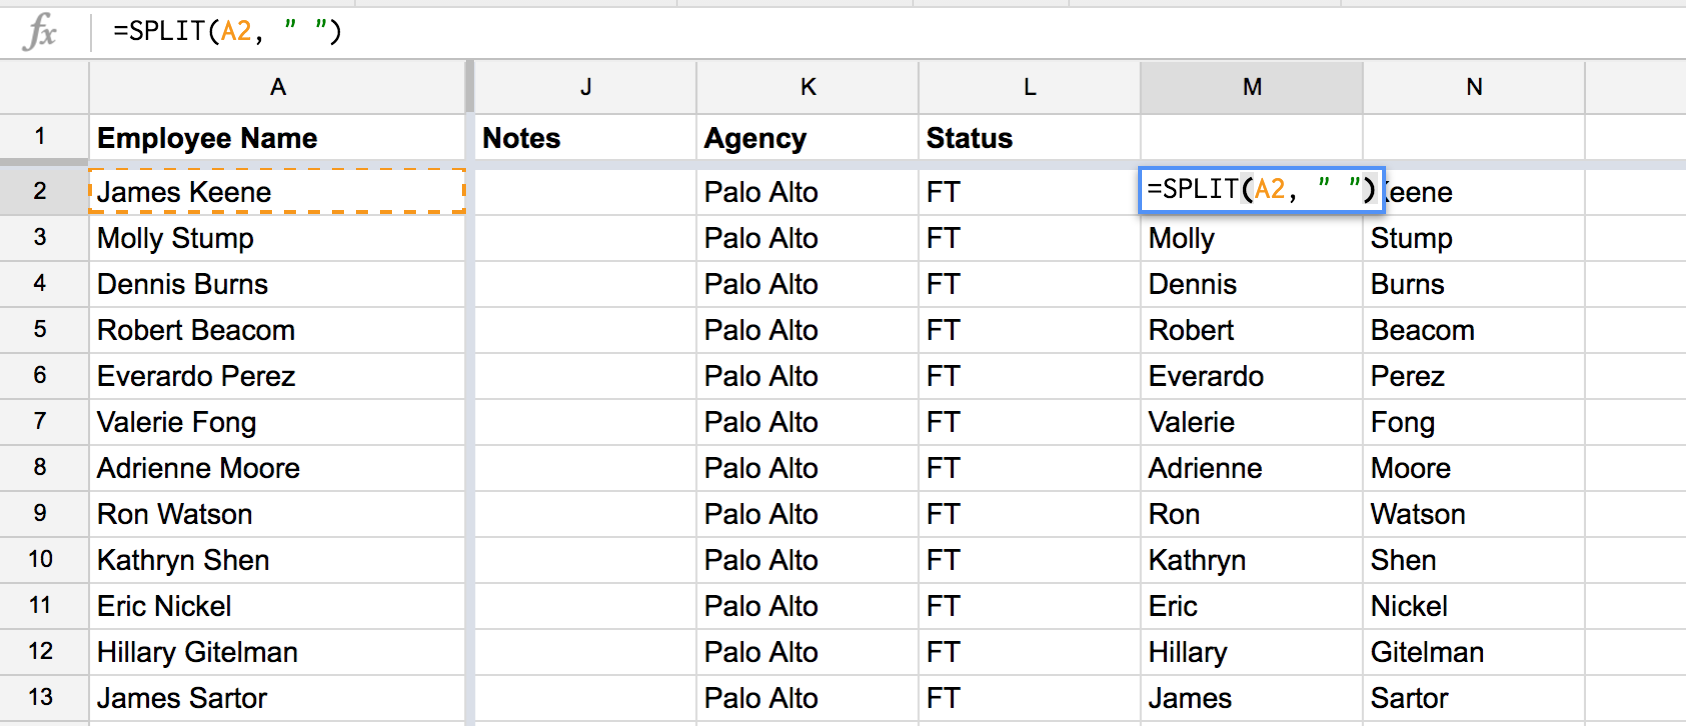 fx =SPLIT(A2, " ")
A J K L M N
1 Employee Name Notes Agency Status
2 James Keene Palo Alto FT =SPLIT(A2, " ") Keene
3 Molly Stump Palo Alto FT Molly Stump
4 Dennis Burns Palo Alto FT Dennis Burns
5 Robert Beacom Palo Alto FT Robert Beacom
6 Everardo Perez Palo Alto FT Everardo Perez
7 Valerie Fong Palo Alto FT Valerie Fong
8 Adrienne Moore Palo Alto FT Adrienne Moore
9 Ron Watson Palo Alto FT Ron Watson
10 Kathryn Shen Palo Alto FT Kathryn Shen
11 Eric Nickel Palo Alto FT Eric Nickel
12 Hillary Gitelman Palo Alto FT Hillary Gitelman
13 James Sartor Palo Alto FT James Sartor